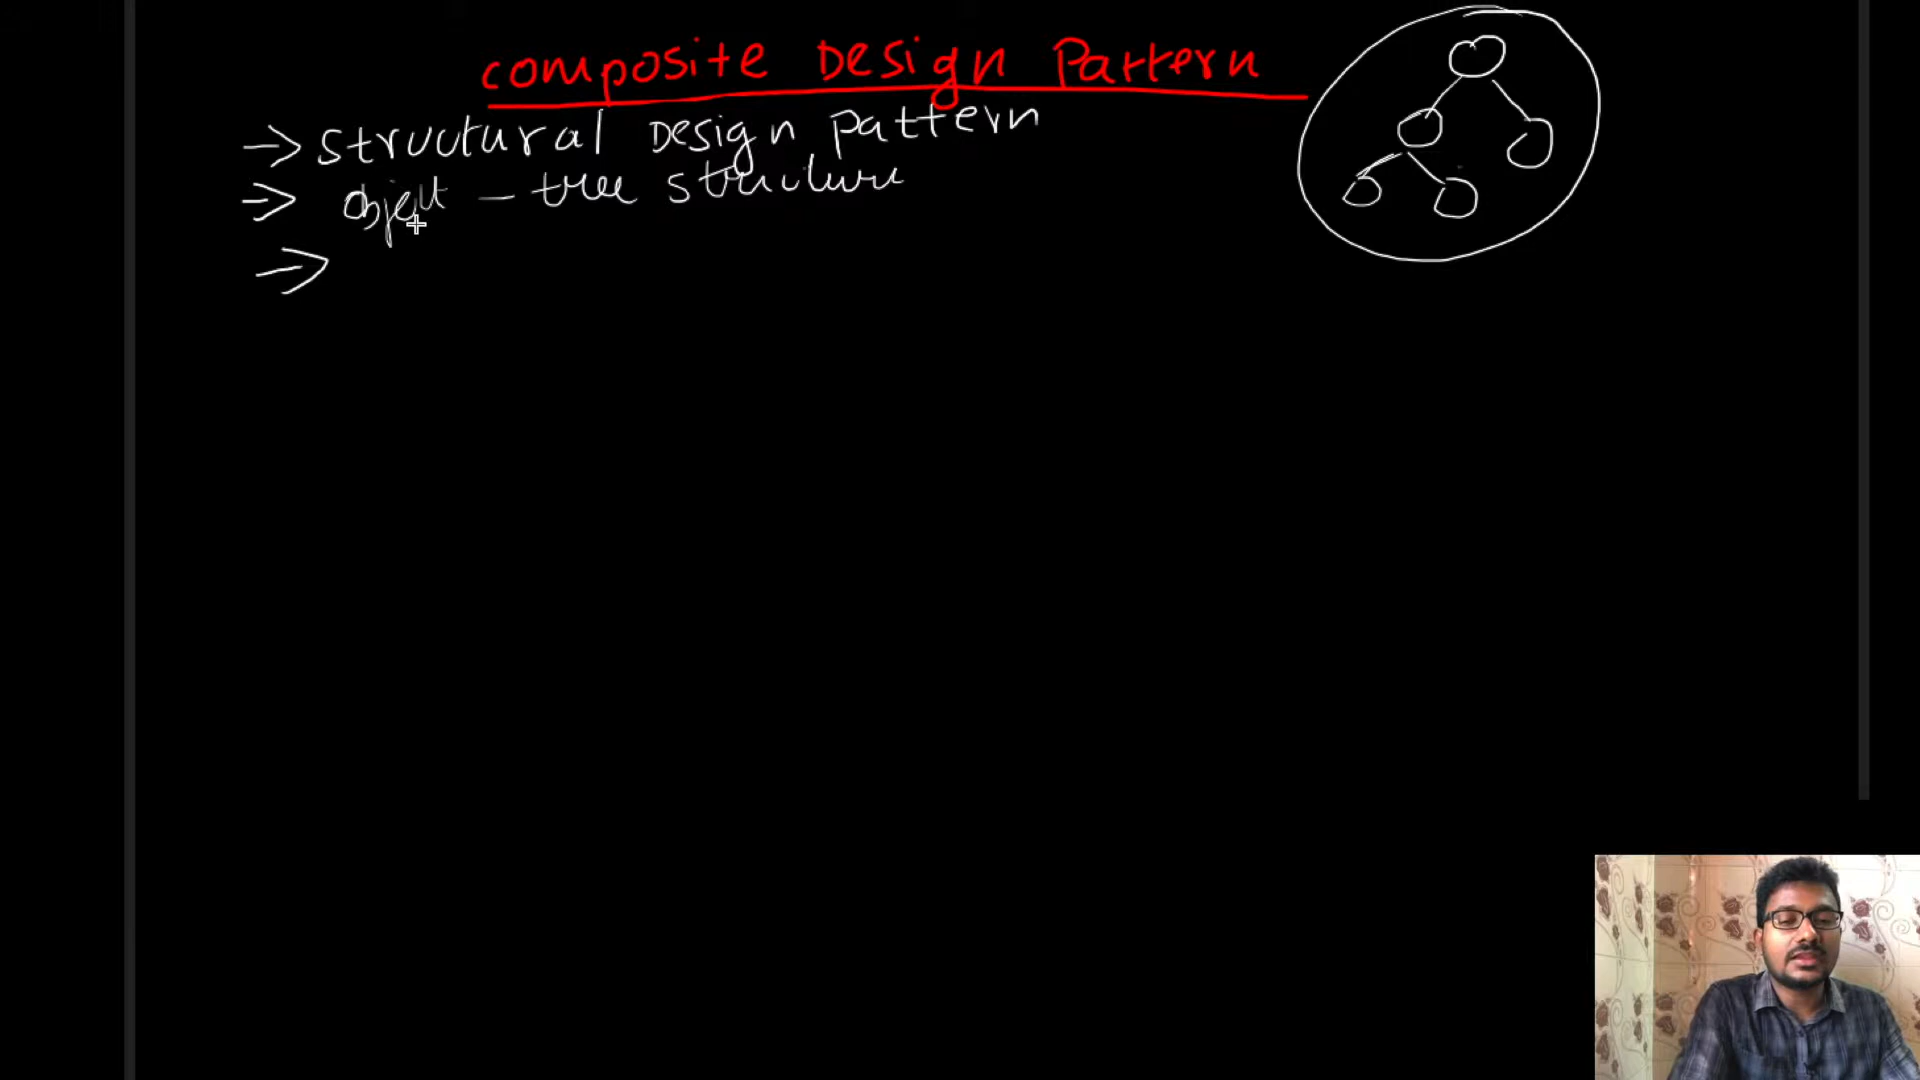 composite Design Pattern
→ structural Design pattern
⇒ object - tree structure
⇒